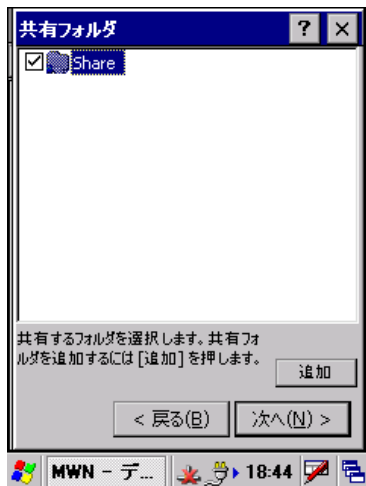 共有フォルダ ? ×
Share
共有するフォルダを選択します。共有フォ
ルダを追加するには [追加] を押します。
追加
< 戻る(B) 次へ(N) >
MWN - デ... 18:44